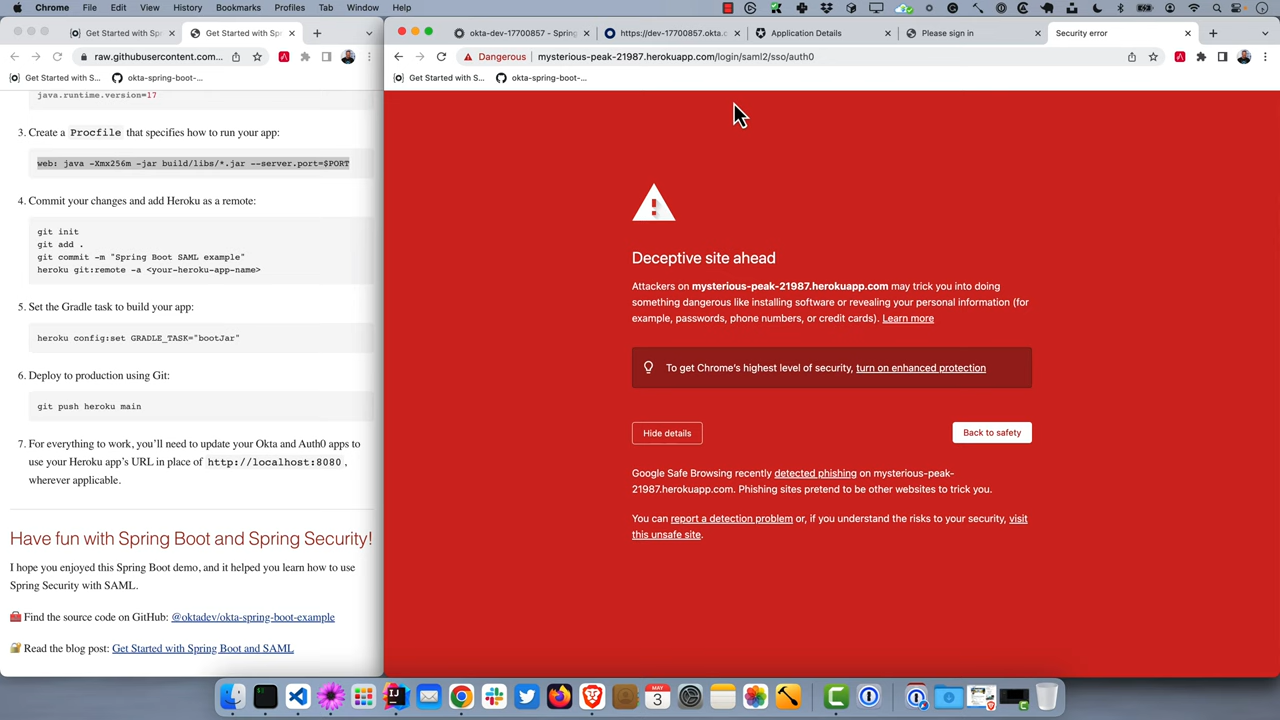 Chrome File Edit View History Bookmarks Profiles Tab Window Help
Get Started with Spr
Get Started with Spr
raw.githubusercontent.com...
Get Started with S...
okta-spring-boot-...
java.runtime.version=17
3. Create a Procfile that specifies how to run your app:
web: java -Xmx256m -jar build/libs/*.jar --server.port=$PORT
4. Commit your changes and add Heroku as a remote:
git init
git add .
git commit -m "Spring Boot SAML example"
heroku git:remote -a <your-heroku-app-name>
5. Set the Gradle task to build your app:
heroku config:set GRADLE_TASK="bootJar"
6. Deploy to production using Git:
git push heroku main
7. For everything to work, you’ll need to update your Okta and Auth0 apps to
use your Heroku app’s URL in place of http://localhost:8080,
wherever applicable.
Have fun with Spring Boot and Spring Security!
I hope you enjoyed this Spring Boot demo, and it helped you learn how to use
Spring Security with SAML.
Find the source code on GitHub: @oktadev/okta-spring-boot-example
Read the blog post: Get Started with Spring Boot and SAML
okta-dev-17700857 - Spring
https://dev-17700857.okta.c
Application Details
Please sign in
Security error
Dangerous mysterious-peak-21987.herokuapp.com/login/saml2/sso/auth0
Get Started with S...
okta-spring-boot-...
Deceptive site ahead
Attackers on mysterious-peak-21987.herokuapp.com may trick you into doing
something dangerous like installing software or revealing your personal information (for
example, passwords, phone numbers, or credit cards). Learn more
To get Chrome’s highest level of security, turn on enhanced protection
Hide details
Back to safety
Google Safe Browsing recently detected phishing on mysterious-peak-
21987.herokuapp.com. Phishing sites pretend to be other websites to trick you.
You can report a detection problem or, if you understand the risks to your security, visit
this unsafe site.
MAY
3